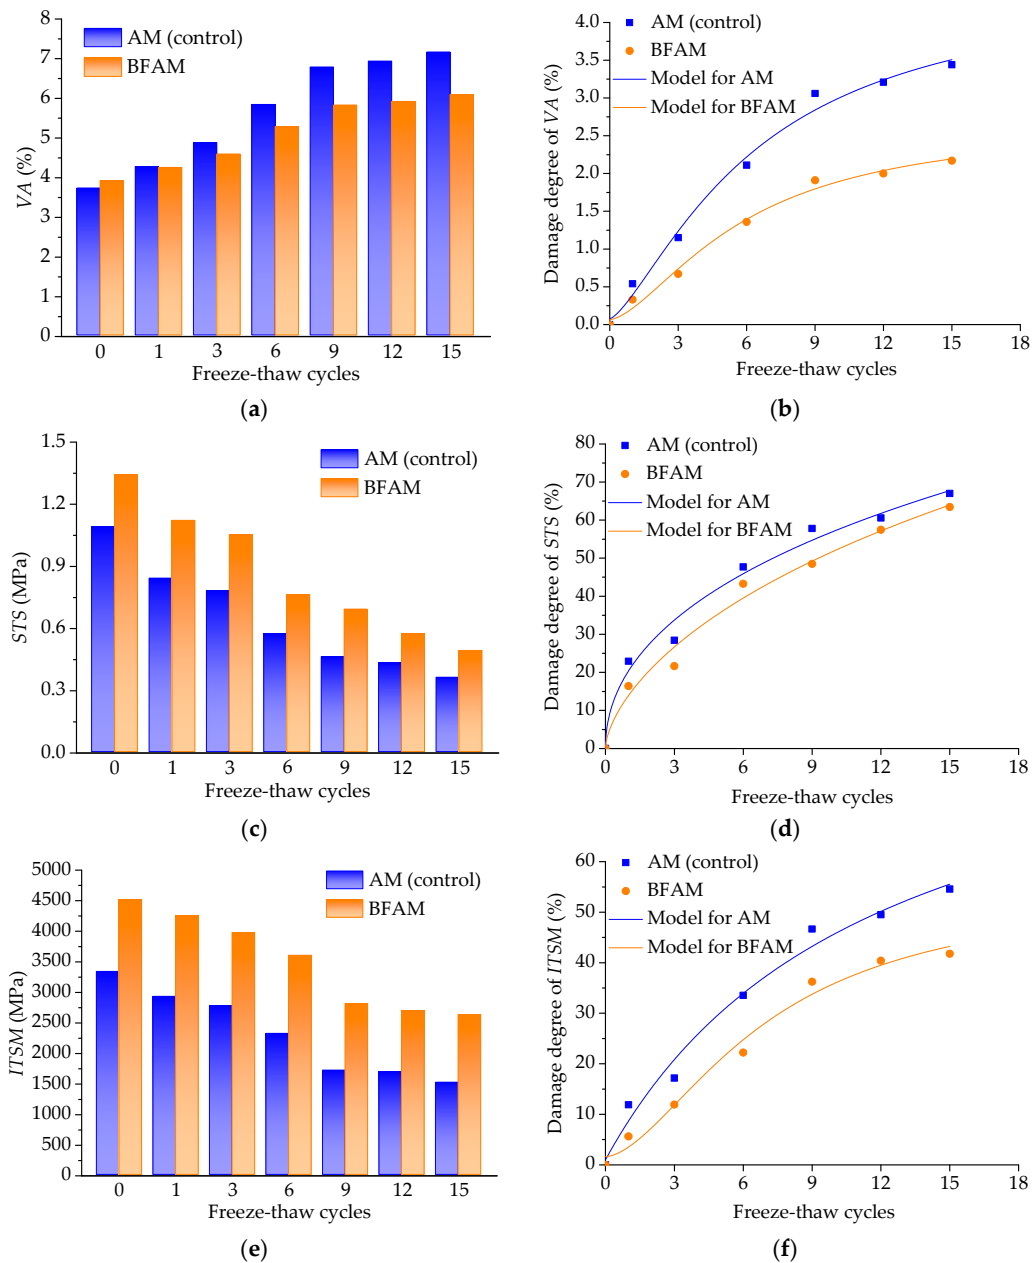 AM (control)
BFAM
VA (%)
8
7
6
5
4
3
2
1
0
0 1 3 6 9 12 15
Freeze-thaw cycles
(a)
AM (control)
BFAM
Model for AM
Model for BFAM
Damage degree of VA (%)
4.0
3.5
3.0
2.5
2.0
1.5
1.0
0.5
0.0
0 3 6 9 12 15 18
Freeze-thaw cycles
(b)
AM (control)
BFAM
STS (MPa)
1.5
1.2
0.9
0.6
0.3
0.0
0 1 3 6 9 12 15
Freeze-thaw cycles
(c)
AM (control)
BFAM
Model for AM
Model for BFAM
Damage degree of STS (%)
80
70
60
50
40
30
20
10
0
0 3 6 9 12 15 18
Freeze-thaw cycles
(d)
AM (control)
BFAM
ITSM (MPa)
5000
4500
4000
3500
3000
2500
2000
1500
1000
500
0
0 1 3 6 9 12 15
Freeze-thaw cycles
(e)
AM (control)
BFAM
Model for AM
Model for BFAM
Damage degree of ITSM (%)
60
50
40
30
20
10
0
0 3 6 9 12 15 18
Freeze-thaw cycles
(f)